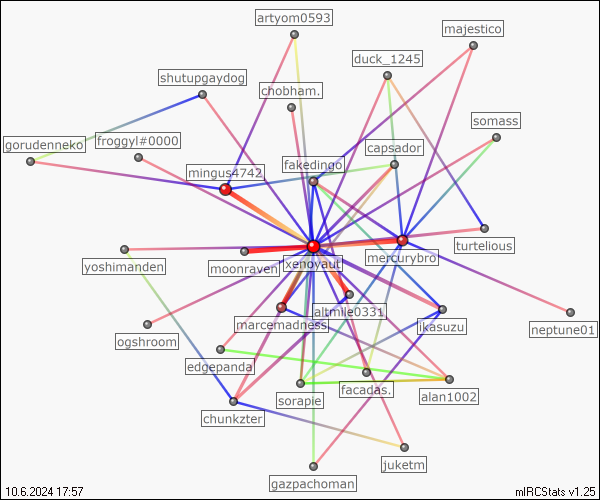 artyom0593
majestico
duck_1245
shutupgaydog
chobham.
somass
froggyl#0000
gorudenneko
capsador
fakedingo
mingus4742
turtelious
mercurybro
xenoyaut
moonraven
yoshimanden
altmile0331
ikasuzu
marcemadness
neptune01
ogshroom
edgepanda
facadas.
sorapie
alan1002
chunkzter
juketm
gazpachoman
10.6.2024 17:57
mIRCStats v1.25